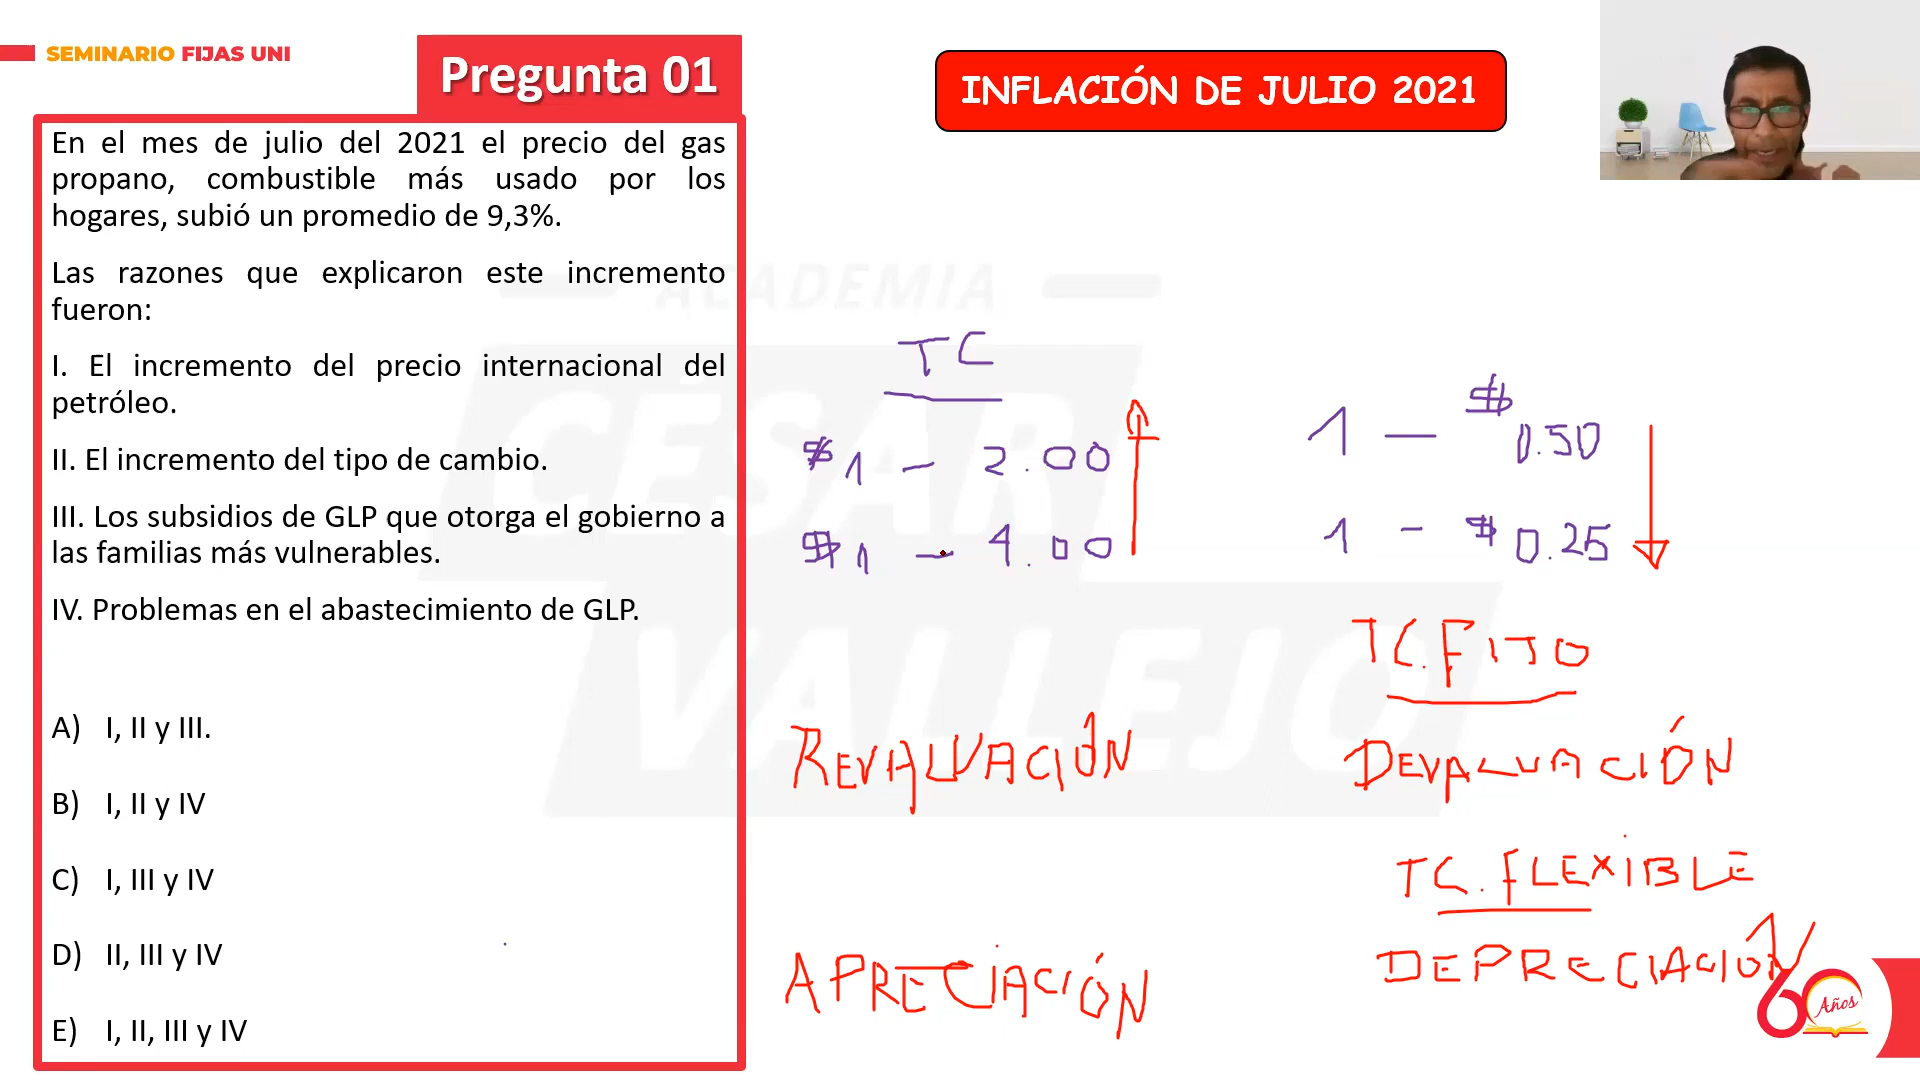 SEMINARIO FIJAS UNI
Pregunta 01
INFLACIÓN DE JULIO 2021
En el mes de julio del 2021 el precio del gas
propano, combustible más usado por los
hogares, subió un promedio de 9,3%.
Las razones que explicaron este incremento
fueron:
I. El incremento del precio internacional del
petróleo.
II. El incremento del tipo de cambio.
III. Los subsidios de GLP que otorga el gobierno a
las familias más vulnerables.
IV. Problemas en el abastecimiento de GLP.
A) I, II y III.
B) I, II y IV
C) I, III y IV
D) II, III y IV
E) I, II, III y IV
ACADEMIA
CÉSAR
VALLEJO
TC
$1 - 2.00
$1 - 4.00
1 - $0.50
1 - $0.25
TC. FIJO
REVALUACIÓN
DEVALUACIÓN
TC. FLEXIBLE
APRECIACIÓN
DEPRECIACIÓN
60 Años